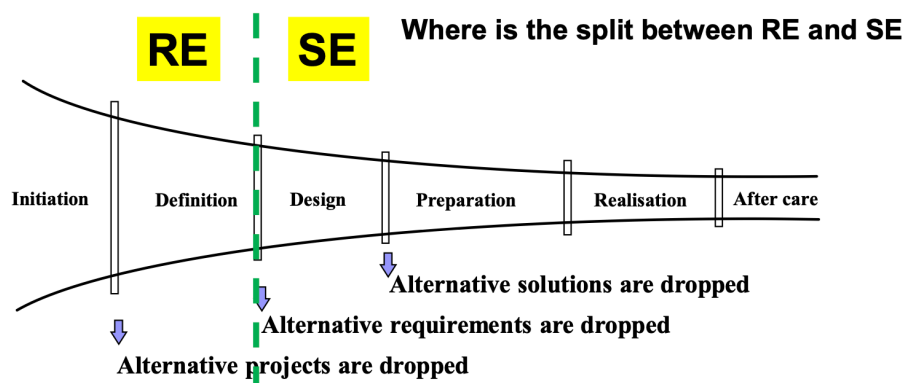 Where is the split between RE and SE
RE
SE
Initiation
Definition
Design
Preparation
Realisation
After care
Alternative solutions are dropped
Alternative requirements are dropped
Alternative projects are dropped